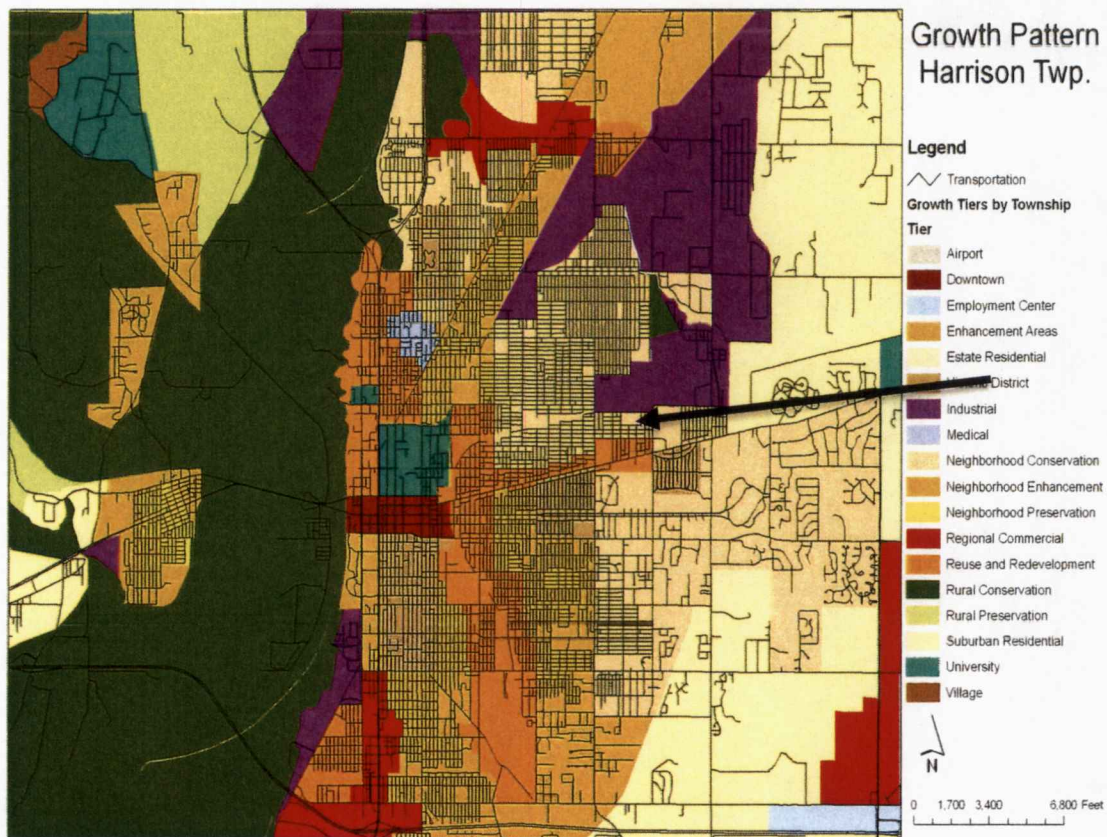 Growth Pattern
Harrison Twp.
Legend
Transportation
Growth Tiers by Township
Tier
Airport
Downtown
Employment Center
Enhancement Areas
Estate Residential
District
Industrial
Medical
Neighborhood Conservation
Neighborhood Enhancement
Neighborhood Preservation
Regional Commercial
Reuse and Redevelopment
Rural Conservation
Rural Preservation
Suburban Residential
University
Village
N
0 1,700 3,400 6,800 Feet